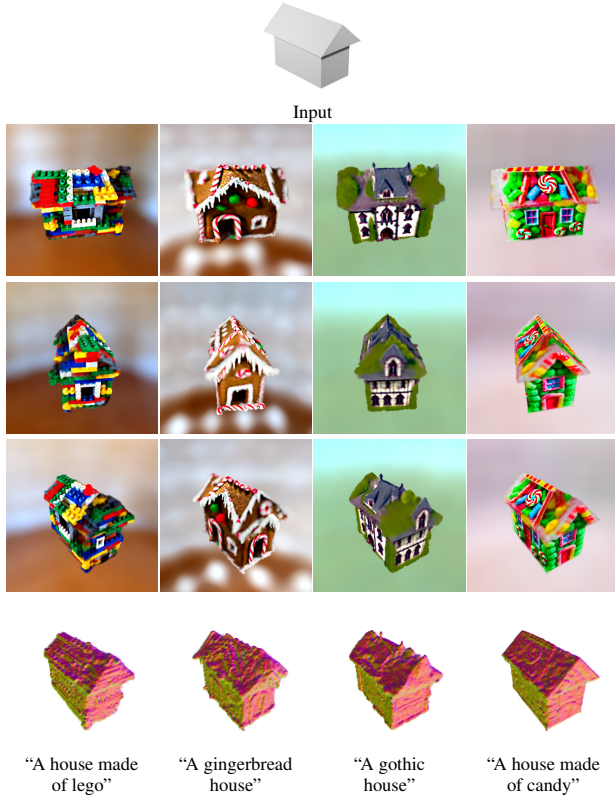 Input
“A house made
of lego”
“A gingerbread
house”
“A gothic
house”
“A house made
of candy”